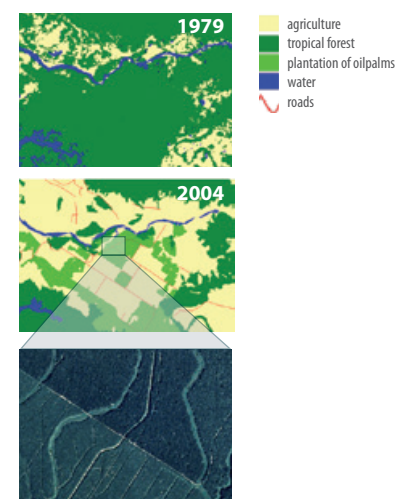 1979
agriculture
tropical forest
plantation of oilpalms
water
roads
2004